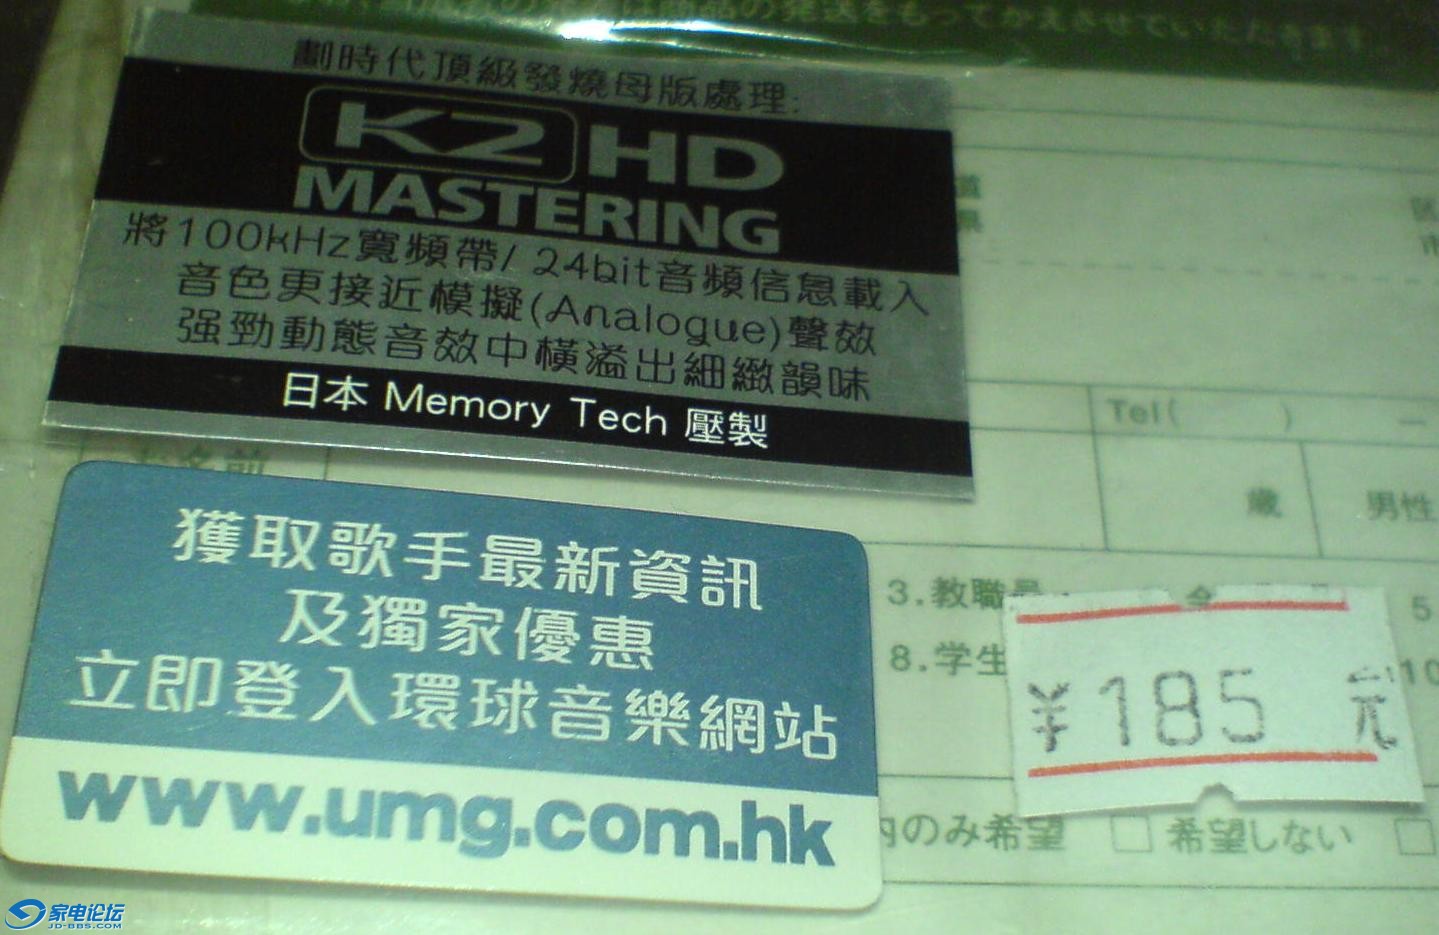 劃時代頂級發燒母版處理:
K2 HD
MASTERING
將100kHz寬頻帶/ 24bit音頻信息載入
音色更接近模擬(Analogue)聲效
强勁動態音效中橫溢出細緻韻味
日本 Memory Tech 壓製
Tel( ) —
歳 男性
獲取歌手最新資訊
及獨家優惠
立即登入環球音樂網站
www.umg.com.hk
3.教職員
8.学生
5
10
¥185 元
内のみ希望 □ 希望しない □
家电论坛
JD-BBS.COM